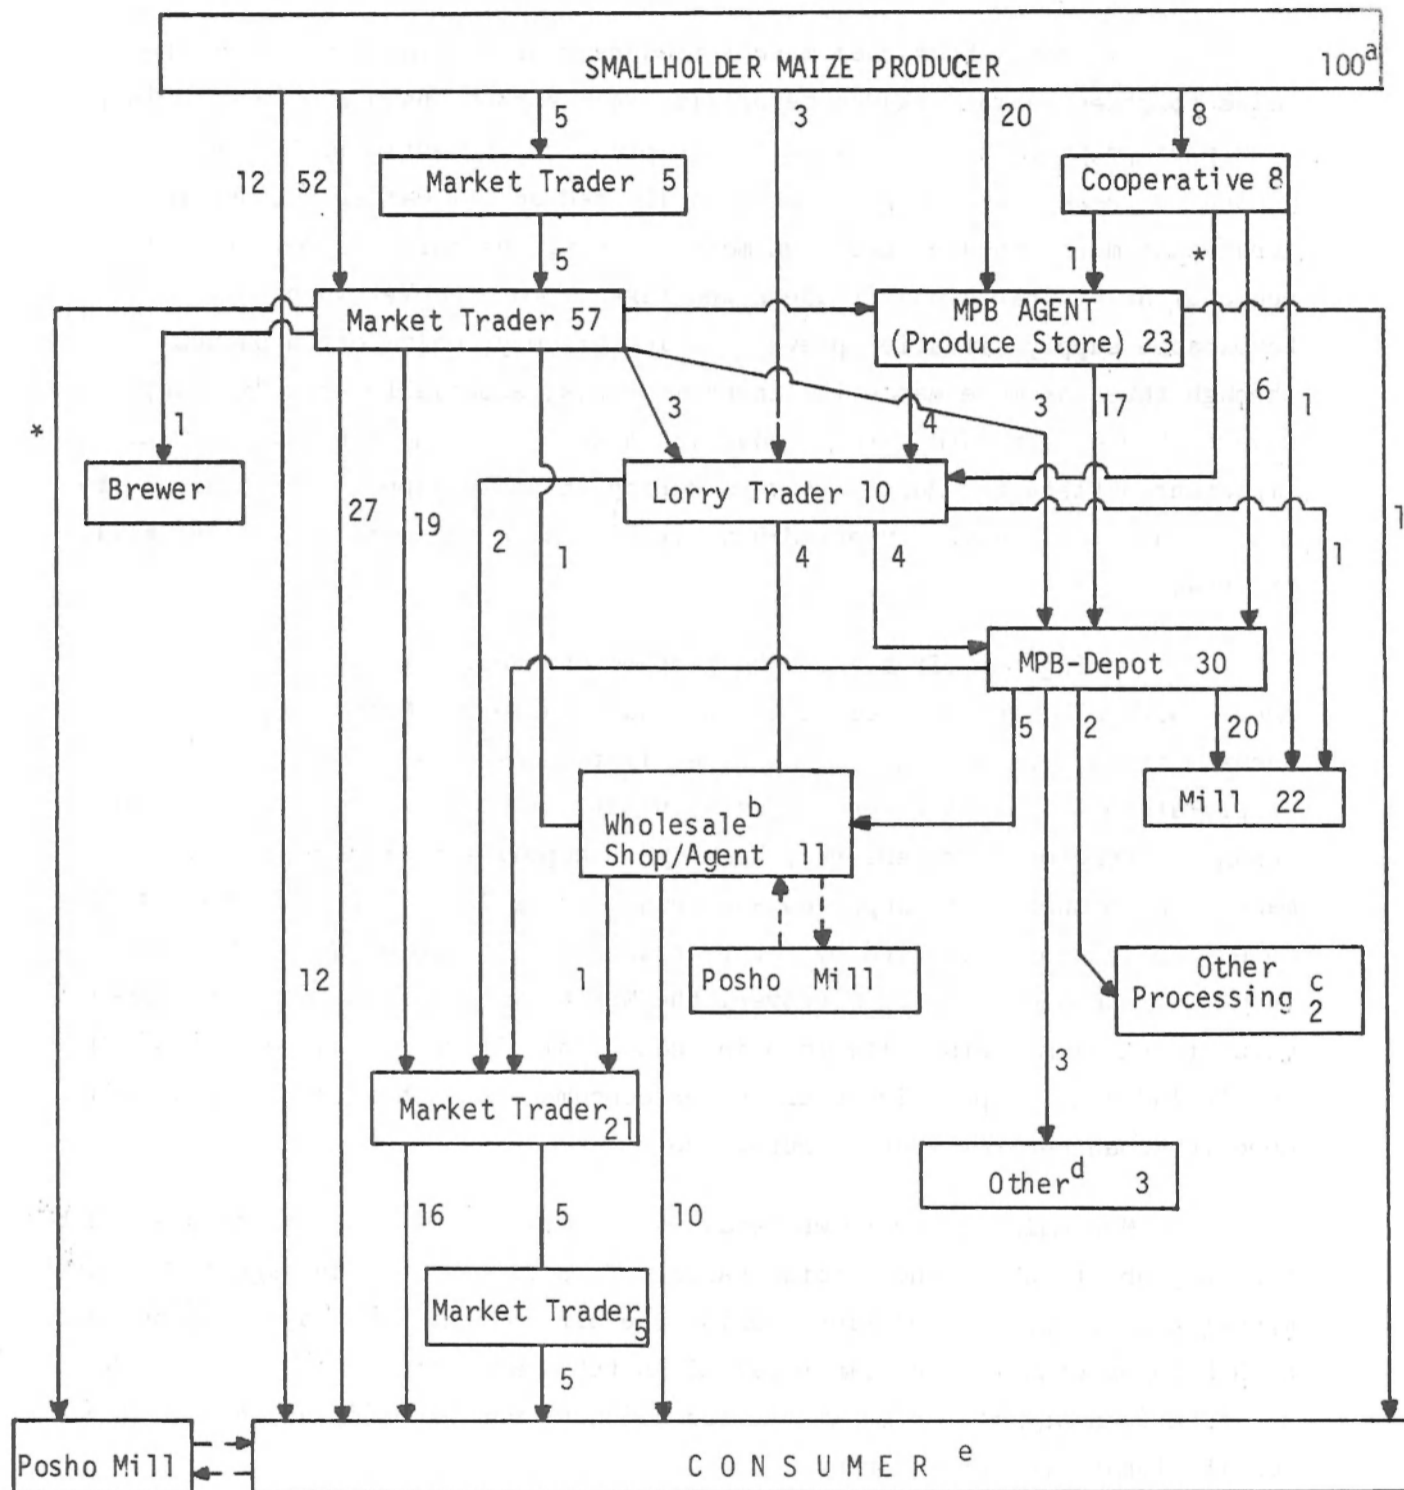 SMALLHOLDER MAIZE PRODUCER 100a
12 52 5 3 20 8
Market Trader 5
Cooperative 8
5 1 *
Market Trader 57
MPB AGENT
(Produce Store) 23
* 1 3 4 3 17 6 1
Brewer
Lorry Trader 10
27 19 2 1 4 4 1 1
MPB-Depot 30
5 2 20
Mill 22
Wholesaleb
Shop/Agent 11
Posho Mill
Other
Processing c
2
12 1 3
Market Trader
21
Otherd 3
16 5 10
Market Trader
5
5
Posho Mill
CONSUMER e